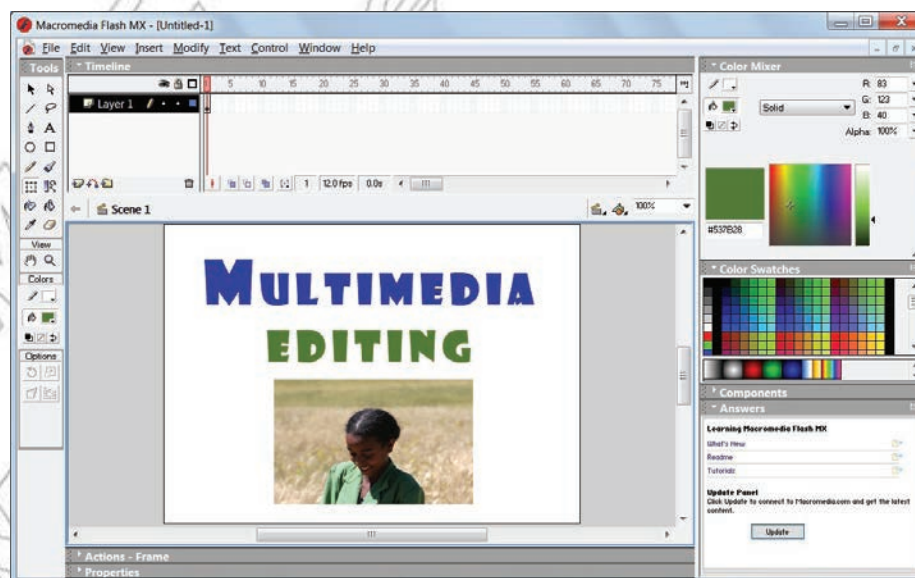 Macromedia Flash MX - [Untitled-1]
File Edit View Insert Modify Text Control Window Help
Tools
Timeline
1 5 10 15 20 25 30 35 40 45 50 55 60 65 70 75
Layer 1
1 12.0 fps 0.0s
Scene 1
100%
View
Colors
Options
MULTIMEDIA
EDITING
Actions - Frame
Properties
Color Mixer
R: 83
Solid
G: 123
B: 40
Alpha: 100%
#537B28
Color Swatches
Components
Answers
Learning Macromedia Flash MX
What's New
Readme
Tutorials
Update Panel
Click Update to connect to Macromedia.com and get the latest
content.
Update